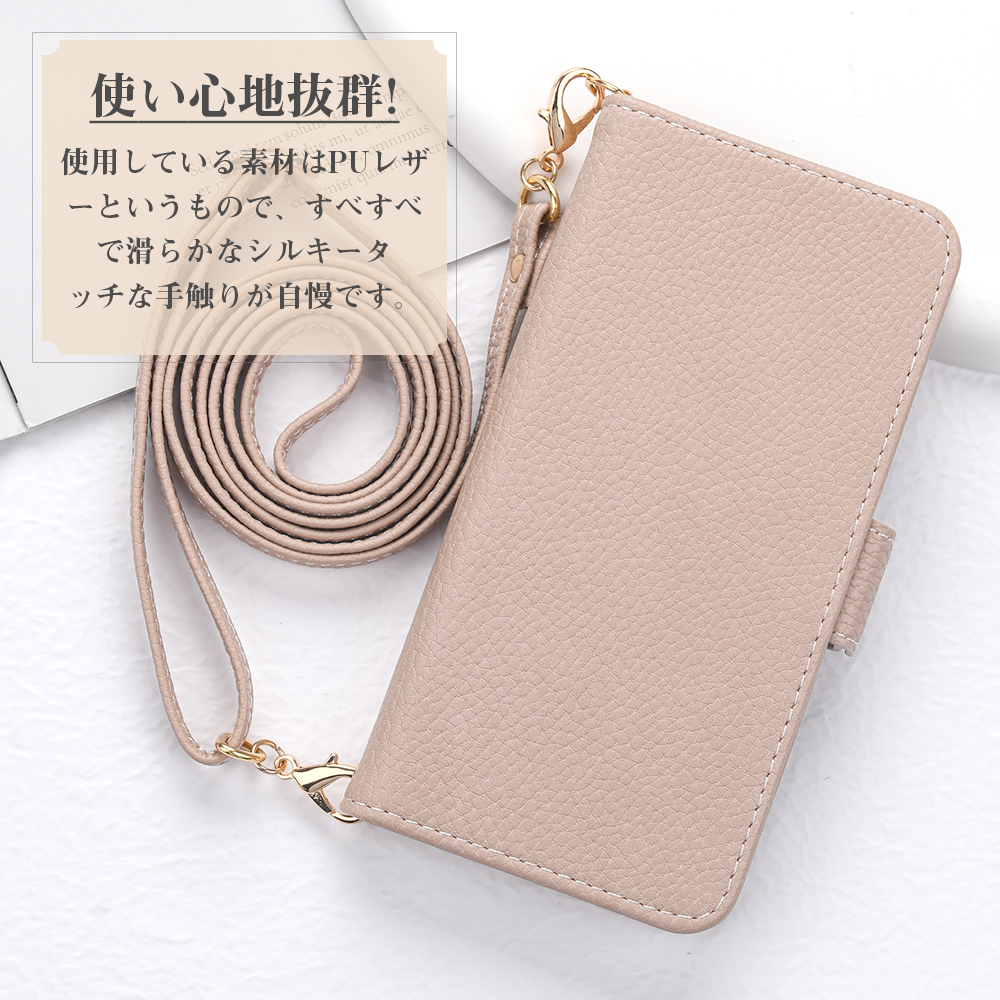 使い心地抜群!
使用している素材はPUレザ
ーというもので、すべすべ
で滑らかなシルキータ
ッチな手触りが自慢です。